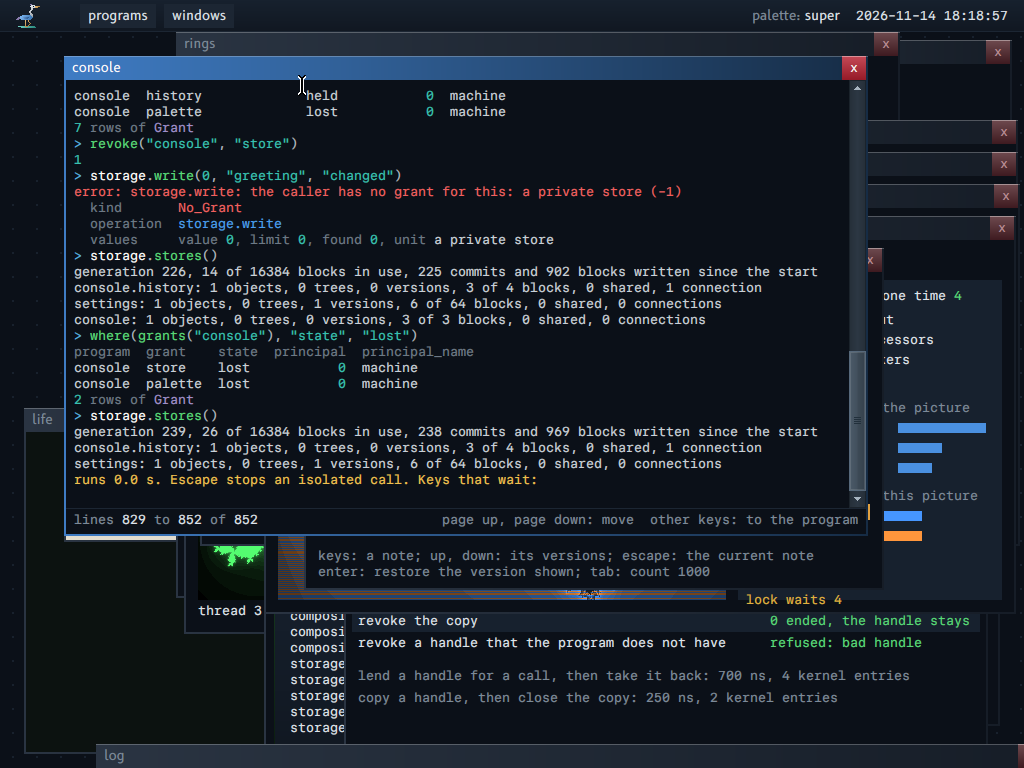 programs windows palette: super 2026-11-14 18:18:57
rings x
x
console x
console history held 0 machine
console palette lost 0 machine
7 rows of Grant
> revoke("console", "store")
1
> storage.write(0, "greeting", "changed")
error: storage.write: the caller has no grant for this: a private store (-1)
kind No_Grant
operation storage.write
values value 0, limit 0, found 0, unit a private store
> storage.stores()
generation 226, 14 of 16384 blocks in use, 225 commits and 902 blocks written since the start
console.history: 1 objects, 0 trees, 0 versions, 3 of 4 blocks, 0 shared, 1 connection
settings: 1 objects, 0 trees, 1 versions, 6 of 64 blocks, 0 shared, 0 connections
console: 1 objects, 0 trees, 0 versions, 3 of 3 blocks, 0 shared, 0 connections
> where(grants("console"), "state", "lost")
program grant state principal principal_name
console store lost 0 machine
console palette lost 0 machine
2 rows of Grant
> storage.stores()
generation 239, 26 of 16384 blocks in use, 238 commits and 969 blocks written since the start
console.history: 1 objects, 0 trees, 0 versions, 3 of 4 blocks, 0 shared, 1 connection
settings: 1 objects, 0 trees, 1 versions, 6 of 64 blocks, 0 shared, 0 connections
runs 0.0 s. Escape stops an isolated call. Keys that wait:
lines 829 to 852 of 852 page up, page down: move other keys: to the program
x
x
x
x
x
one time 4
ut
cessors
kers
the picture
this picture
life
keys: a note; up, down: its versions; escape: the current note
enter: restore the version shown; tab: count 1000
lock waits 4
thread 3
composi
composi
composi
storage
storage
storage
storage
storage
revoke the copy 0 ended, the handle stays
revoke a handle that the program does not have refused: bad handle
lend a handle for a call, then take it back: 700 ns, 4 kernel entries
copy a handle, then close the copy: 250 ns, 2 kernel entries
log